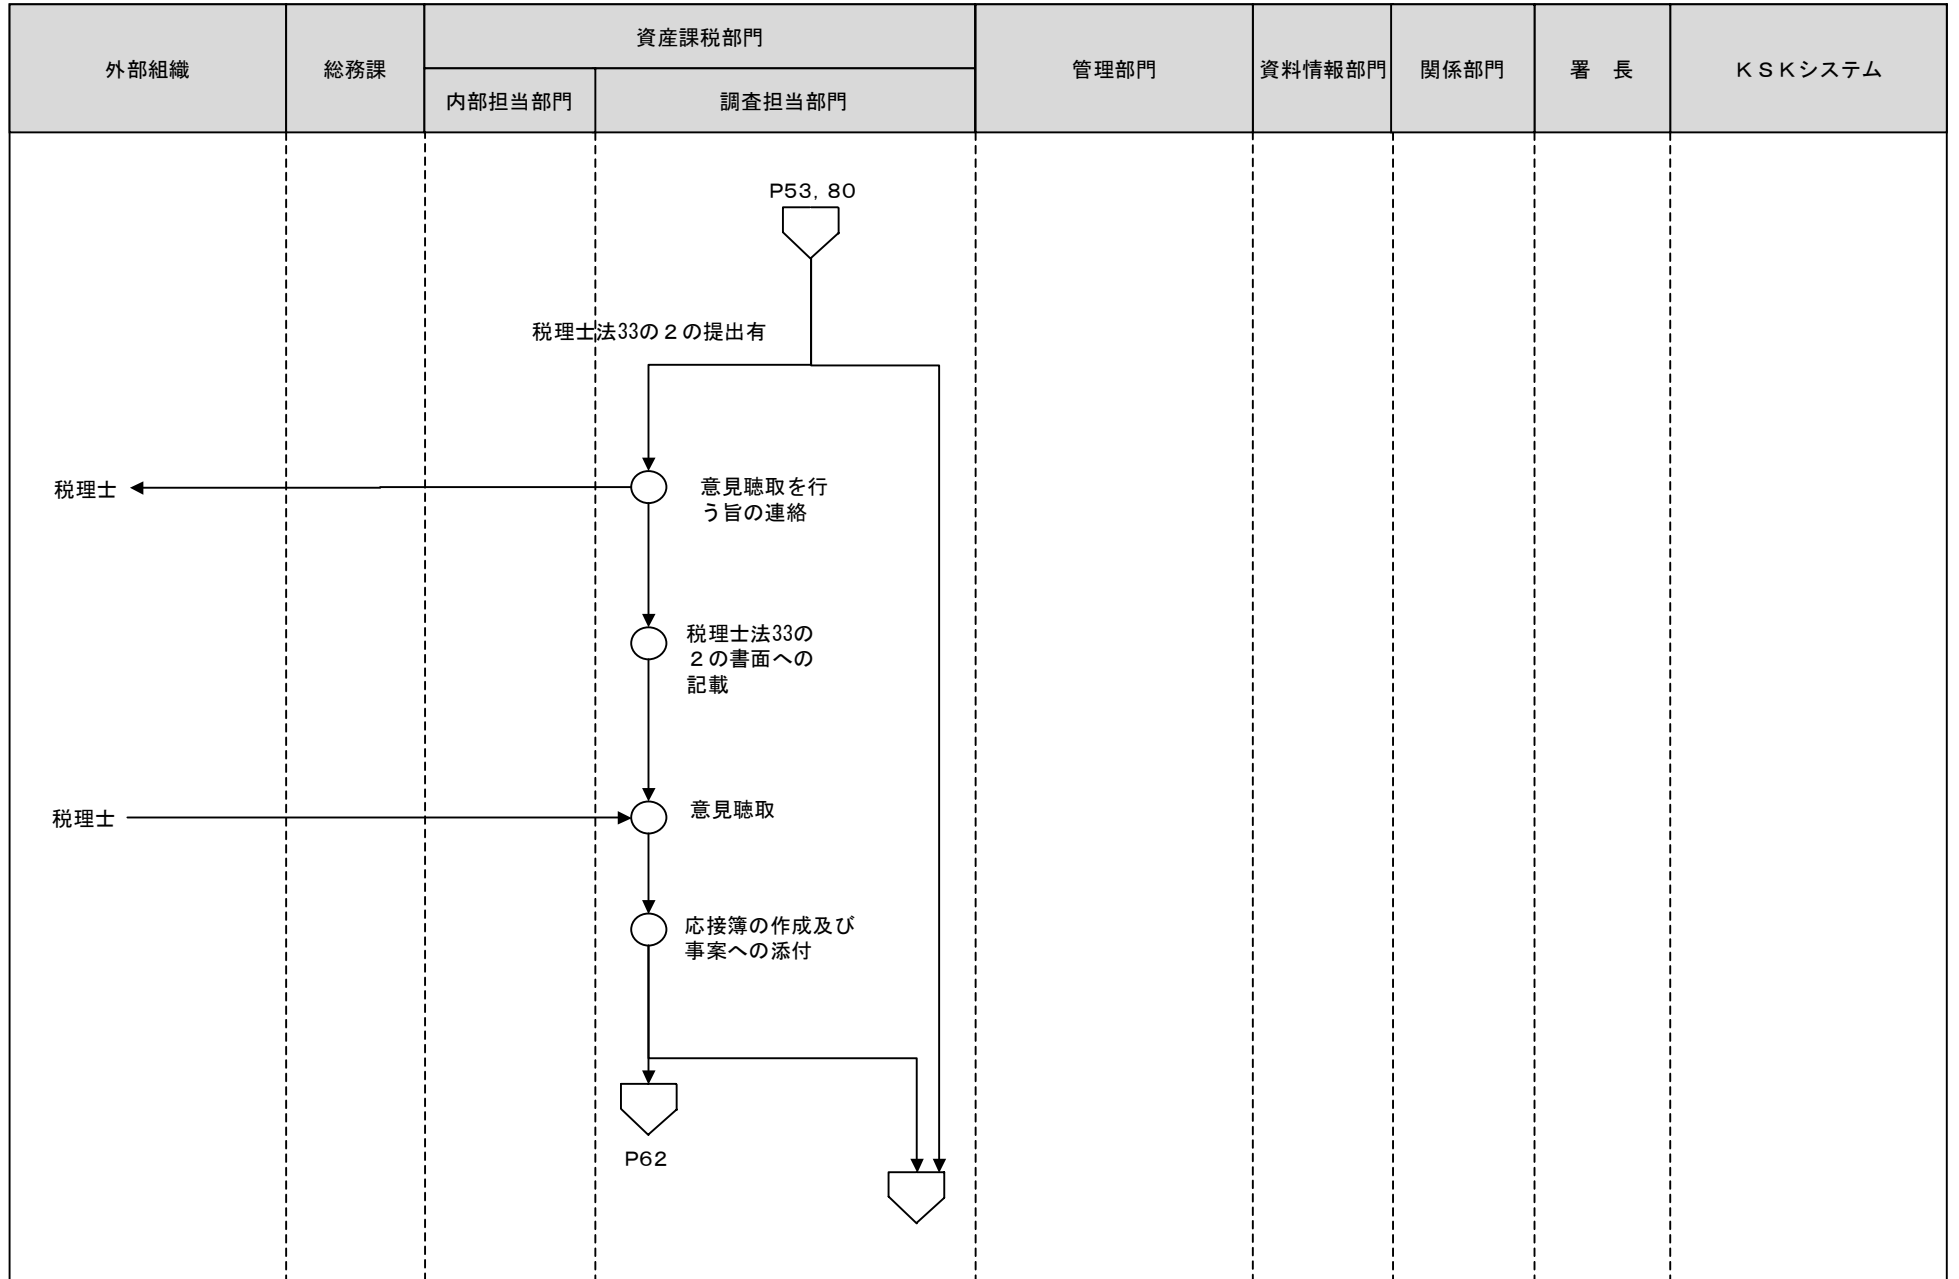 外部組織
総務課
資産課税部門
内部担当部門
調査担当部門
管理部門
資料情報部門
関係部門
署　長
ＫＳＫシステム
P53, 80
税理士法33の２の提出有
税理士
意見聴取を行
う旨の連絡
税理士法33の
２の書面への
記載
税理士
意見聴取
応接簿の作成及び
事案への添付
P62